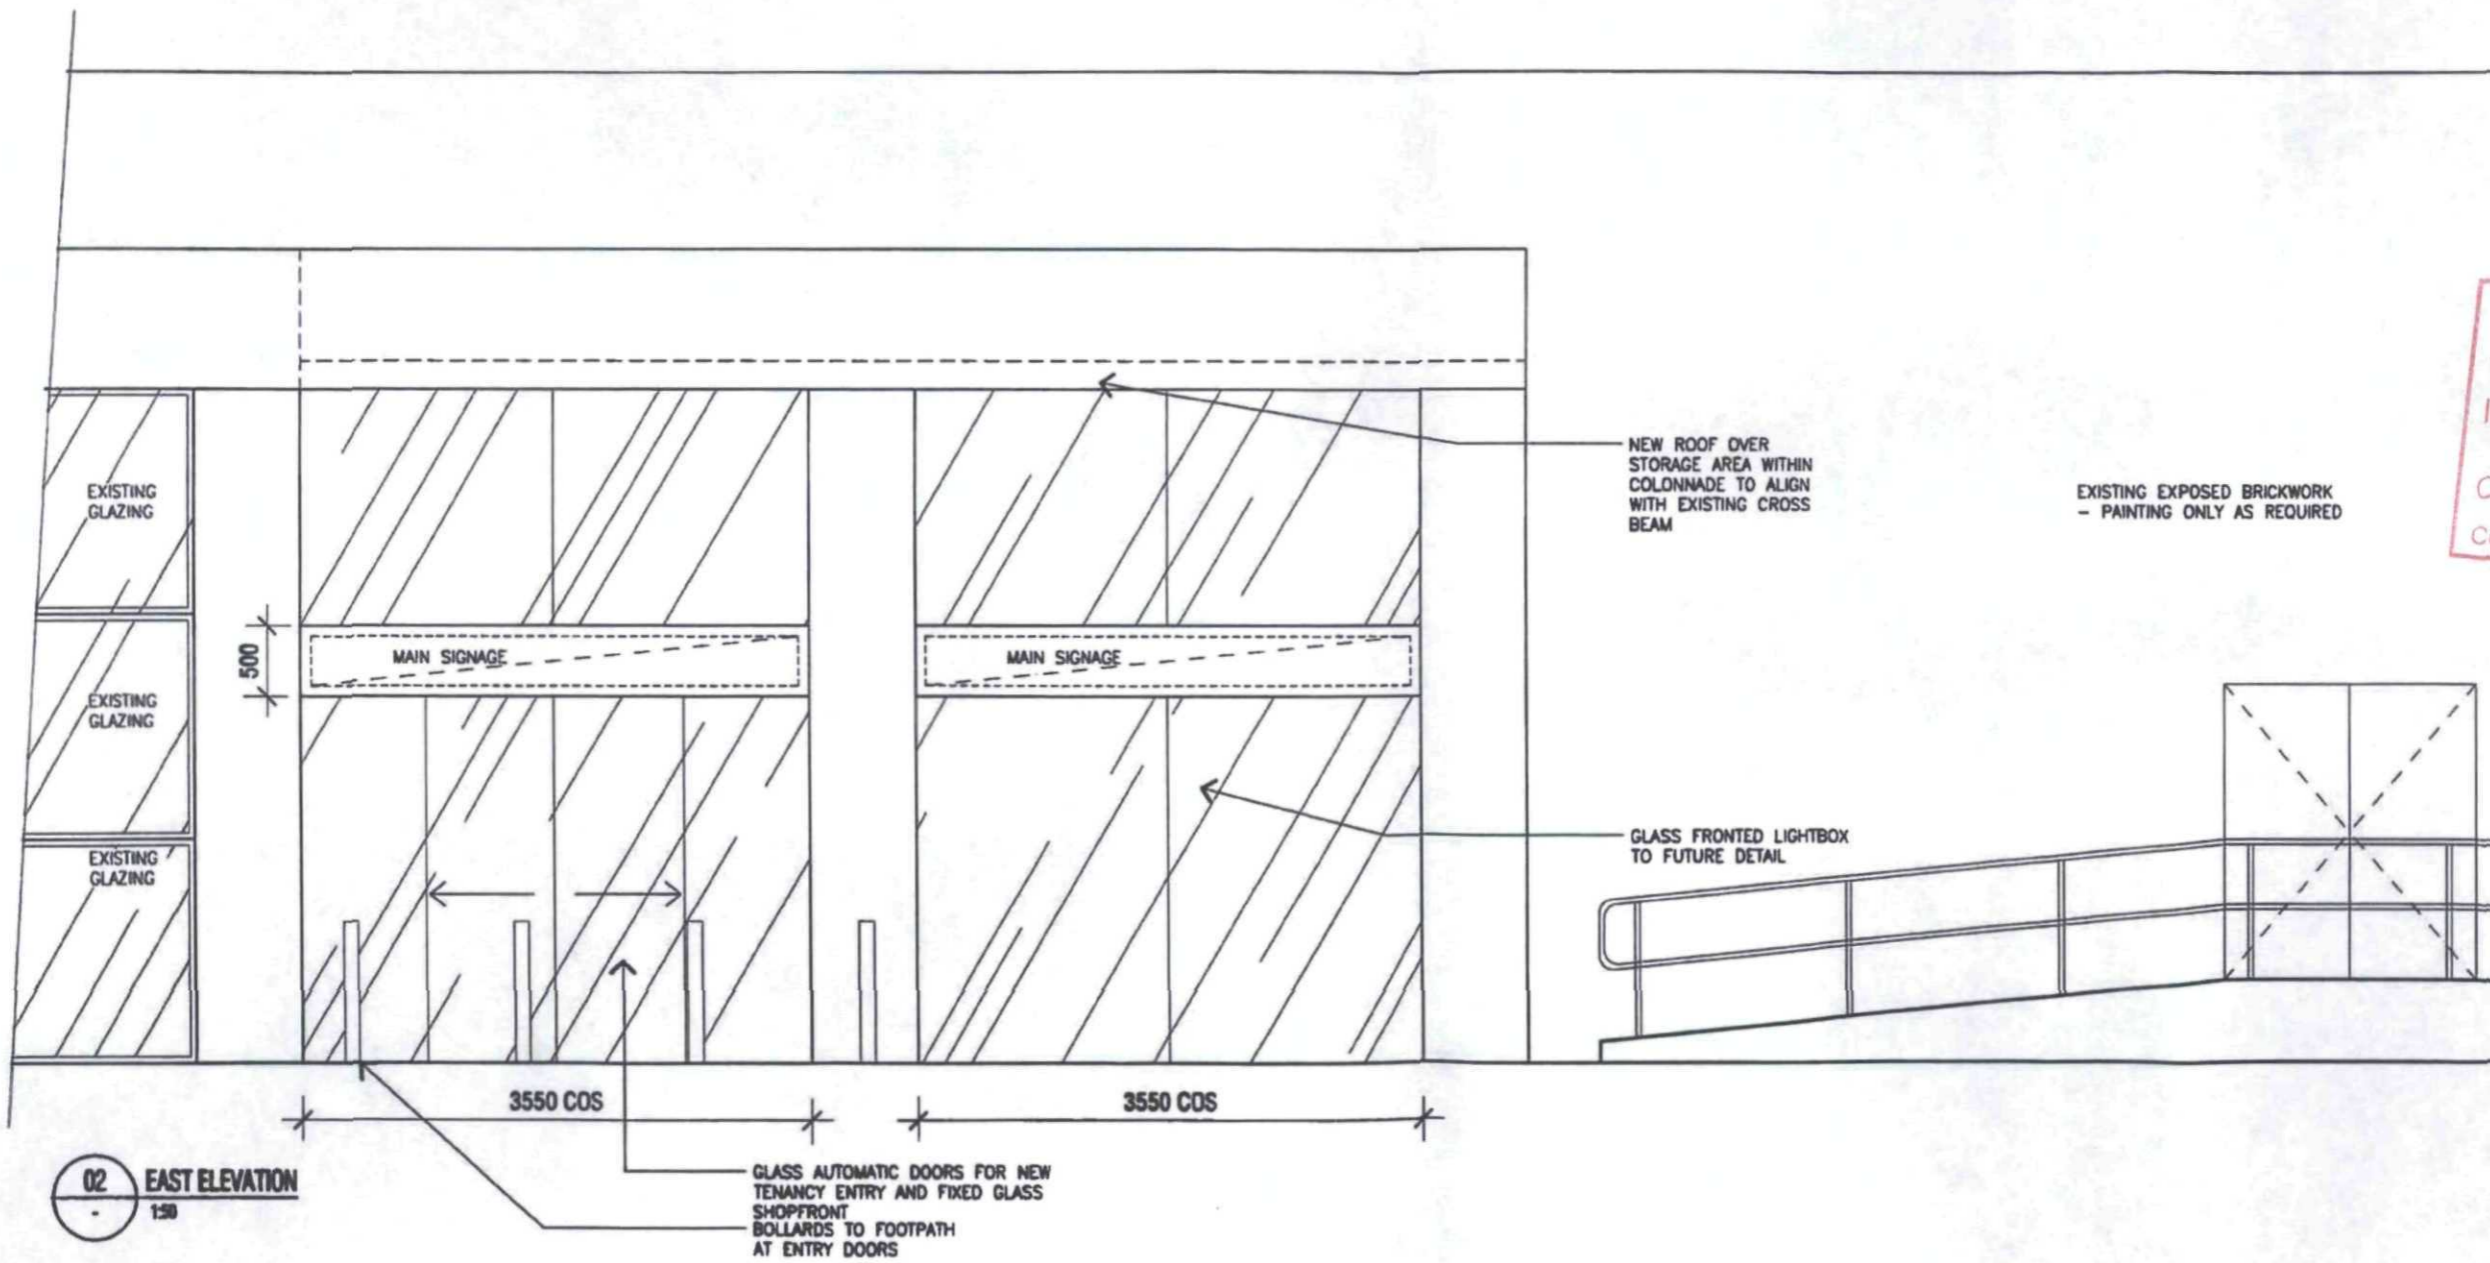 EXISTING
GLAZING
EXISTING
GLAZING
EXISTING
GLAZING
500
MAIN SIGNAGE
MAIN SIGNAGE
NEW ROOF OVER
STORAGE AREA WITHIN
COLONNADE TO ALIGN
WITH EXISTING CROSS
BEAM
EXISTING EXPOSED BRICKWORK
- PAINTING ONLY AS REQUIRED
GLASS FRONTED LIGHTBOX
TO FUTURE DETAIL
3550 COS
3550 COS
GLASS AUTOMATIC DOORS FOR NEW
TENANCY ENTRY AND FIXED GLASS
SHOPFRONT
BOLLARDS TO FOOTPATH
AT ENTRY DOORS
02
-
EAST ELEVATION
1:50